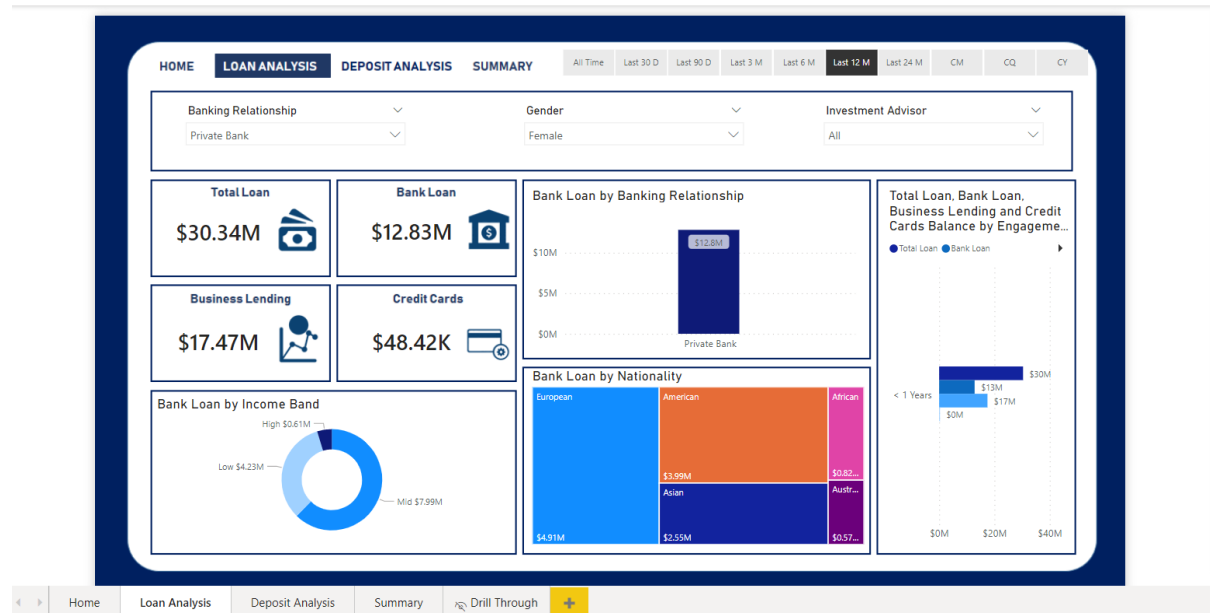 HOME LOAN ANALYSIS DEPOSIT ANALYSIS SUMMARY
All Time Last 30 D Last 90 D Last 3 M Last 6 M Last 12 M Last 24 M CM CQ CY
Banking Relationship Gender Investment Advisor
Private Bank Female All
Total Loan
$30.34M
Bank Loan
$12.83M
Business Lending
$17.47M
Credit Cards
$48.42K
Bank Loan by Banking Relationship
$12.8M
$10M
$5M
$0M
Private Bank
Total Loan, Bank Loan,
Business Lending and Credit
Cards Balance by Engageme...
Total Loan Bank Loan
$30M
$13M
< 1 Years
$17M
$0M
$0M $20M $40M
Bank Loan by Income Band
High $0.61M
Low $4.23M
Mid $7.99M
Bank Loan by Nationality
European
$4.91M
American
$3.99M
Asian
$2.55M
African
$0.82...
Austr...
$0.57...
Home Loan Analysis Deposit Analysis Summary Drill Through +